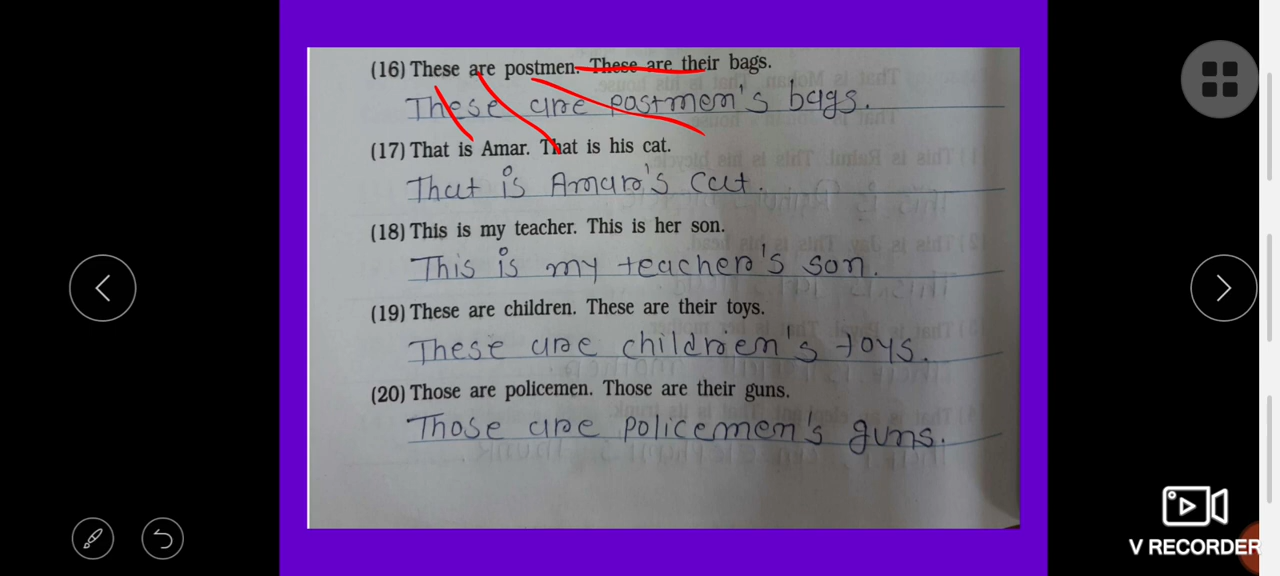 (16) These are postmen. These are their bags.
These are postmen's bags.
(17) That is Amar. That is his cat.
That is Amar's cat.
(18) This is my teacher. This is her son.
This is my teacher's son.
(19) These are children. These are their toys.
These are children's toys.
(20) Those are policemen. Those are their guns.
Those are policemen's guns.
V RECORDER